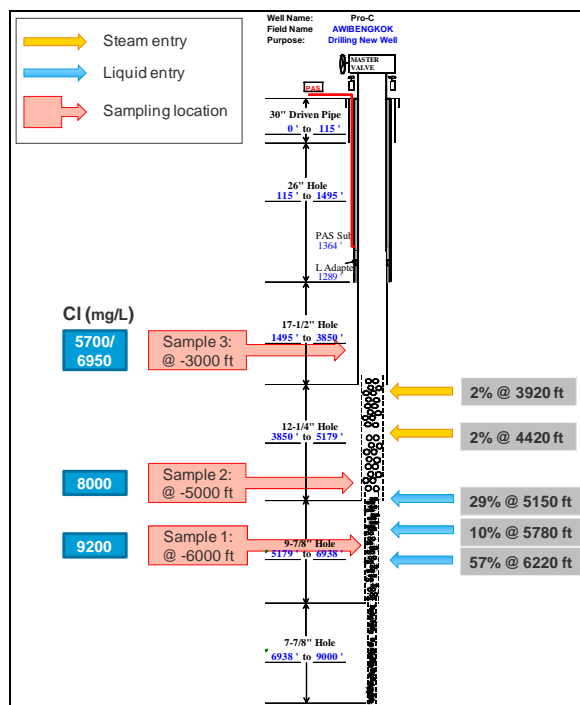 Well Name: Pro-C
Field Name AWIBENGKOK
Purpose: Drilling New Well
Steam entry
Liquid entry
Sampling location
MASTER
VALVE
PAS
30" Driven Pipe
0 ' to 115 '
26" Hole
115 ' to 1495 '
PAS Sub
1364 '
L Adapte
1289 '
Cl (mg/L)
17-1/2" Hole
1495 ' to 3850 '
5700/
6950
Sample 3:
@ -3000 ft
2% @ 3920 ft
12-1/4" Hole
3850 ' to 5179 '
2% @ 4420 ft
8000
Sample 2:
@ -5000 ft
29% @ 5150 ft
10% @ 5780 ft
9200
Sample 1:
@ -6000 ft
9-7/8" Hole
5179 ' to 6938 '
57% @ 6220 ft
7-7/8" Hole
6938 ' to 9000 '